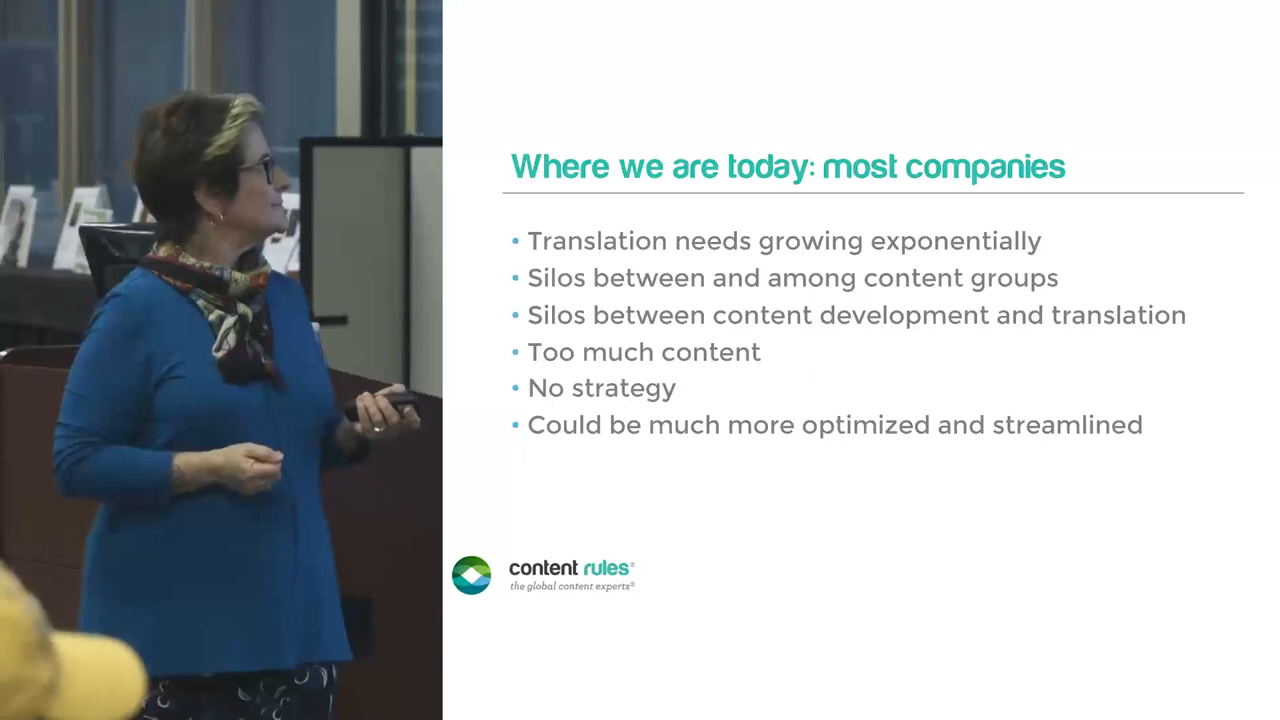 Where we are today: most companies
• Translation needs growing exponentially
• Silos between and among content groups
• Silos between content development and translation
• Too much content
• No strategy
• Could be much more optimized and streamlined
content rules®
the global content experts®